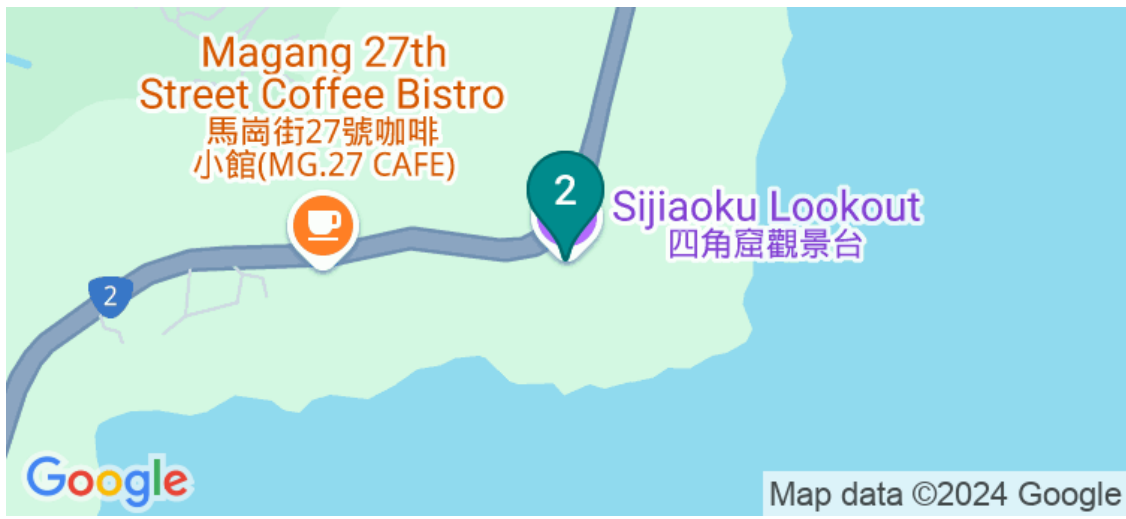 Magang 27th
Street Coffee Bistro
馬崗街27號咖啡
小館(MG.27 CAFE)
2
Sijiaoku Lookout
四角窟觀景台
2
Google
Map data ©2024 Google